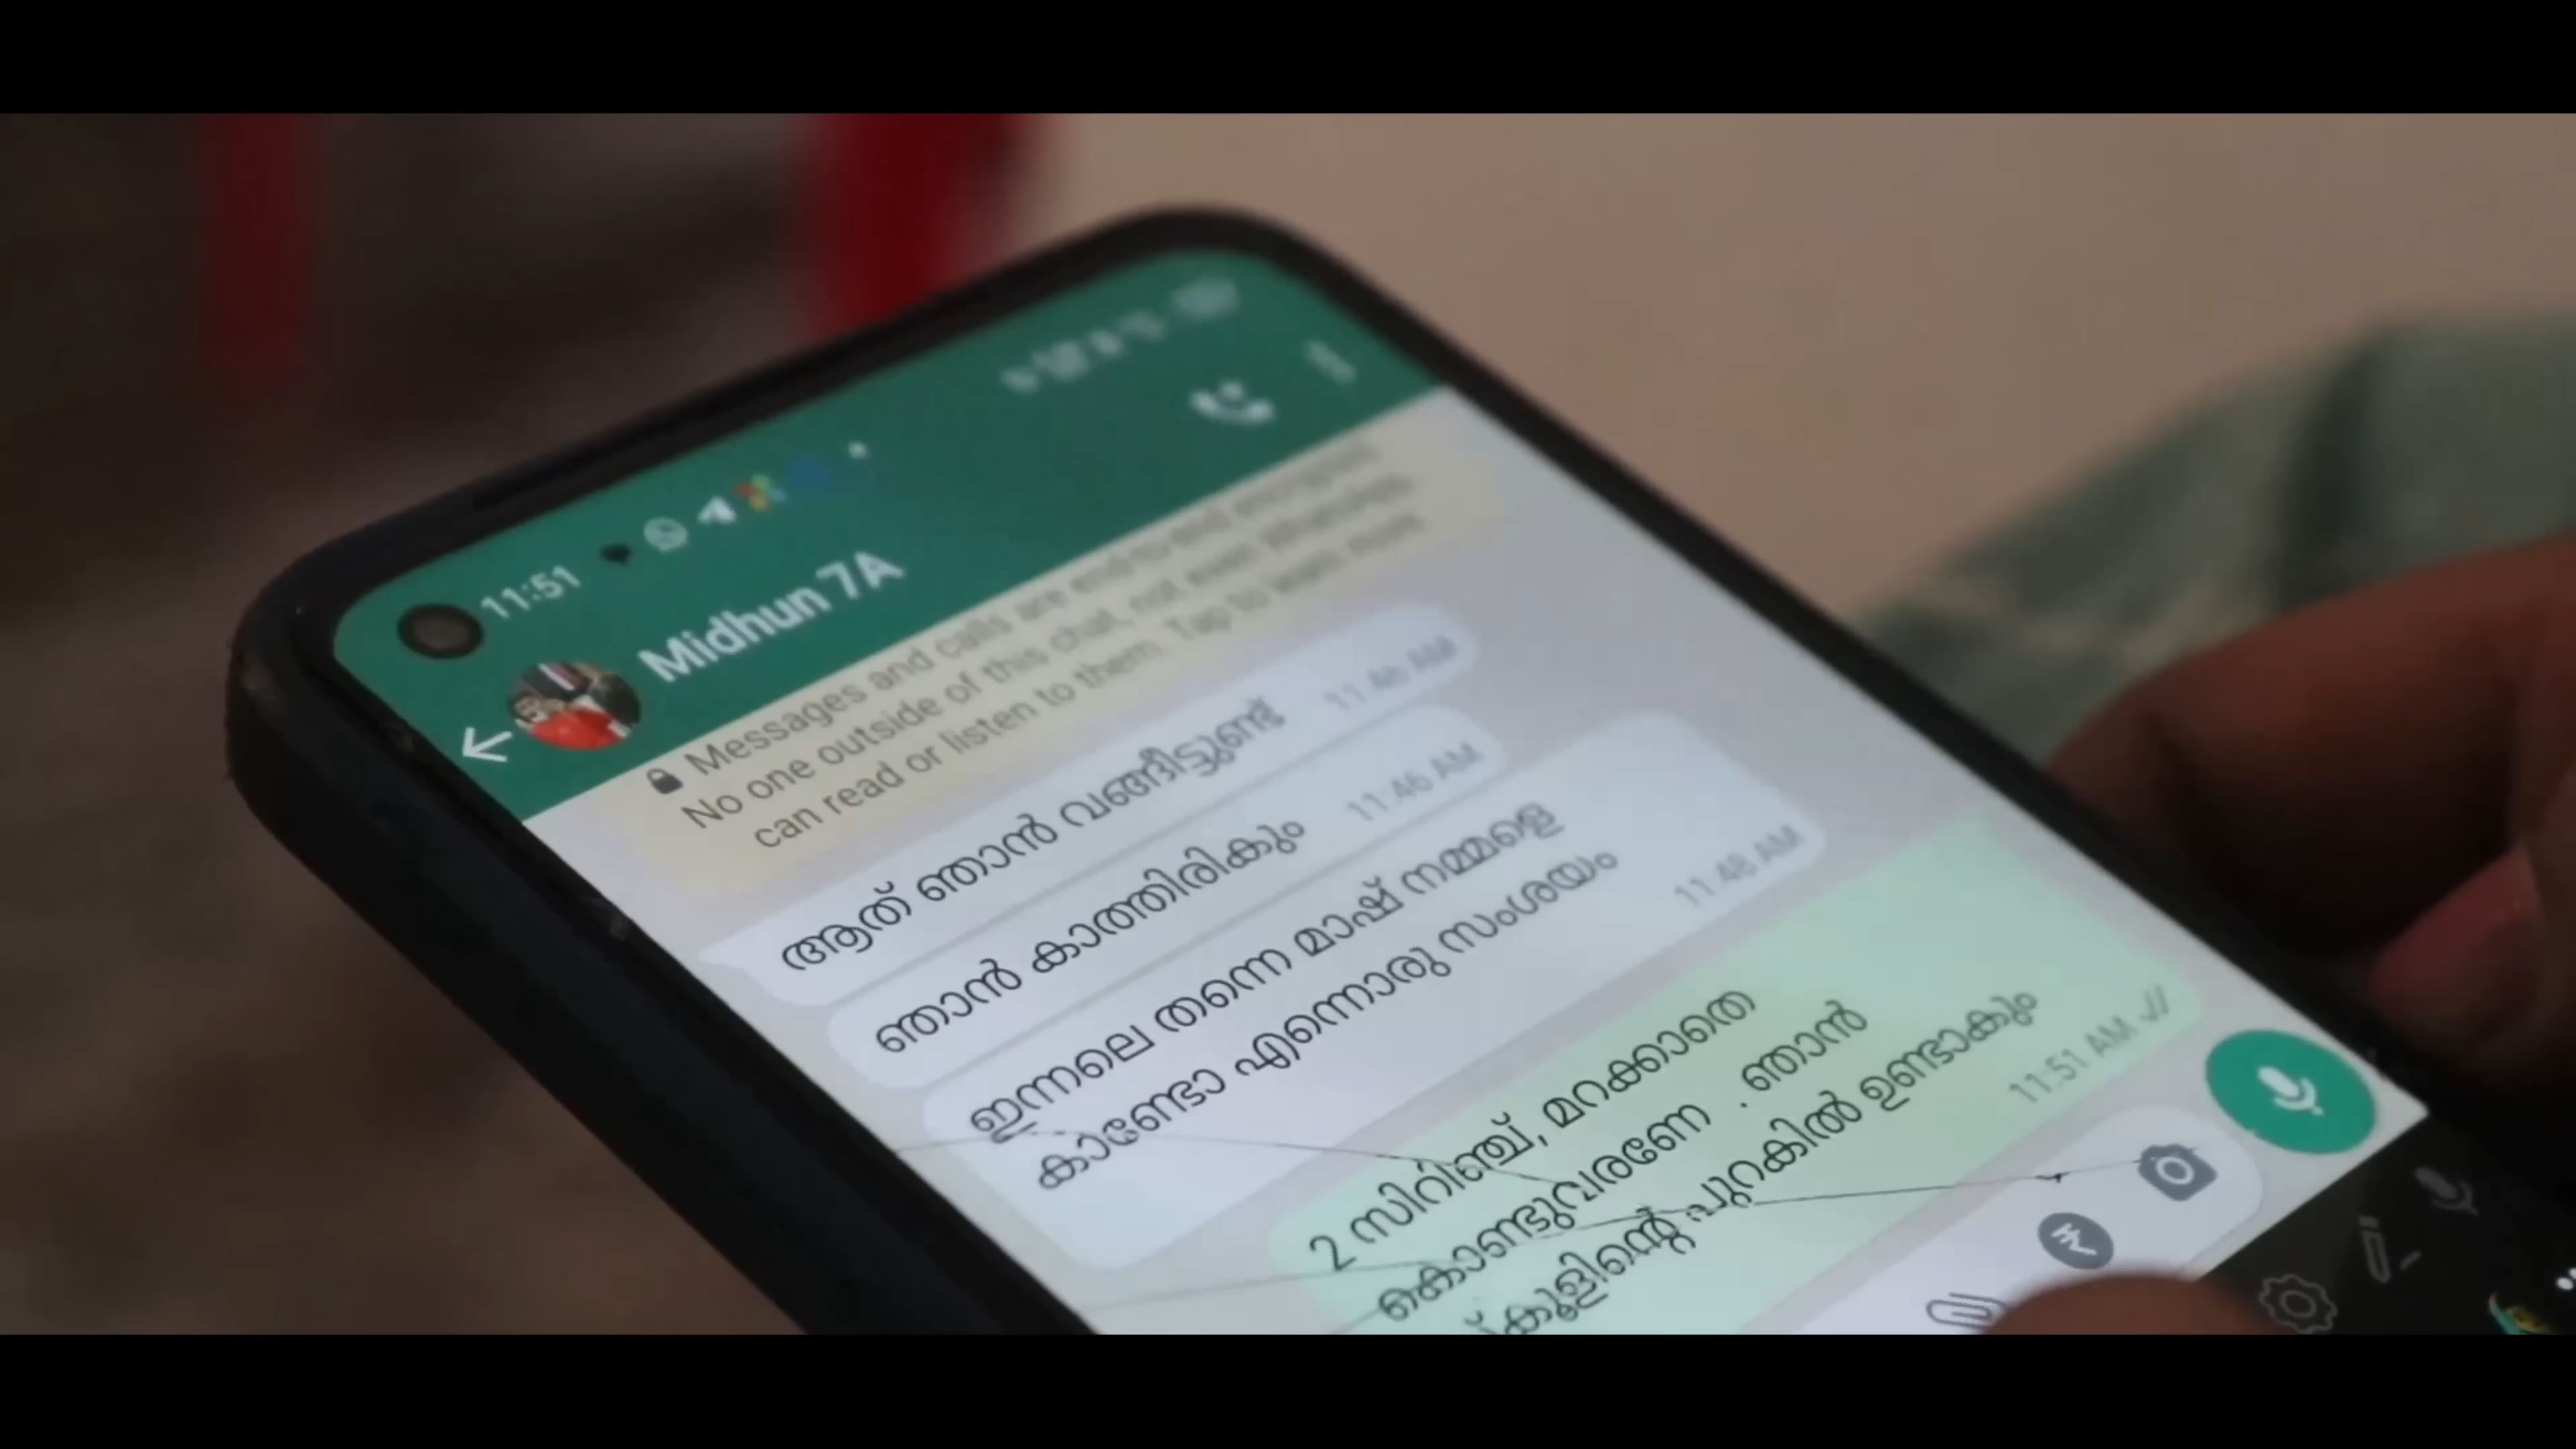 11:51
Midhun 7A
Messages and calls are end-to-end encrypted.
No one outside of this chat, not even WhatsApp,
can read or listen to them. Tap to learn more.
ആത് ഞാൻ വങ്ങീട്ടുണ്ട് 11:46 AM
ഞാൻ കാത്തിരികും 11:46 AM
ഇന്നലെ തന്നെ മാഷ് നമ്മളെ
കാണ്ടോ എന്നൊരു സംശയം 11:48 AM
2 സിറിഞ്ച്, മറക്കാതെ
കൊണ്ടുവരണേ . ഞാൻ
സ്കൂളിന്റെ പുറകിൽ ഉണ്ടാകും
11:51 AM